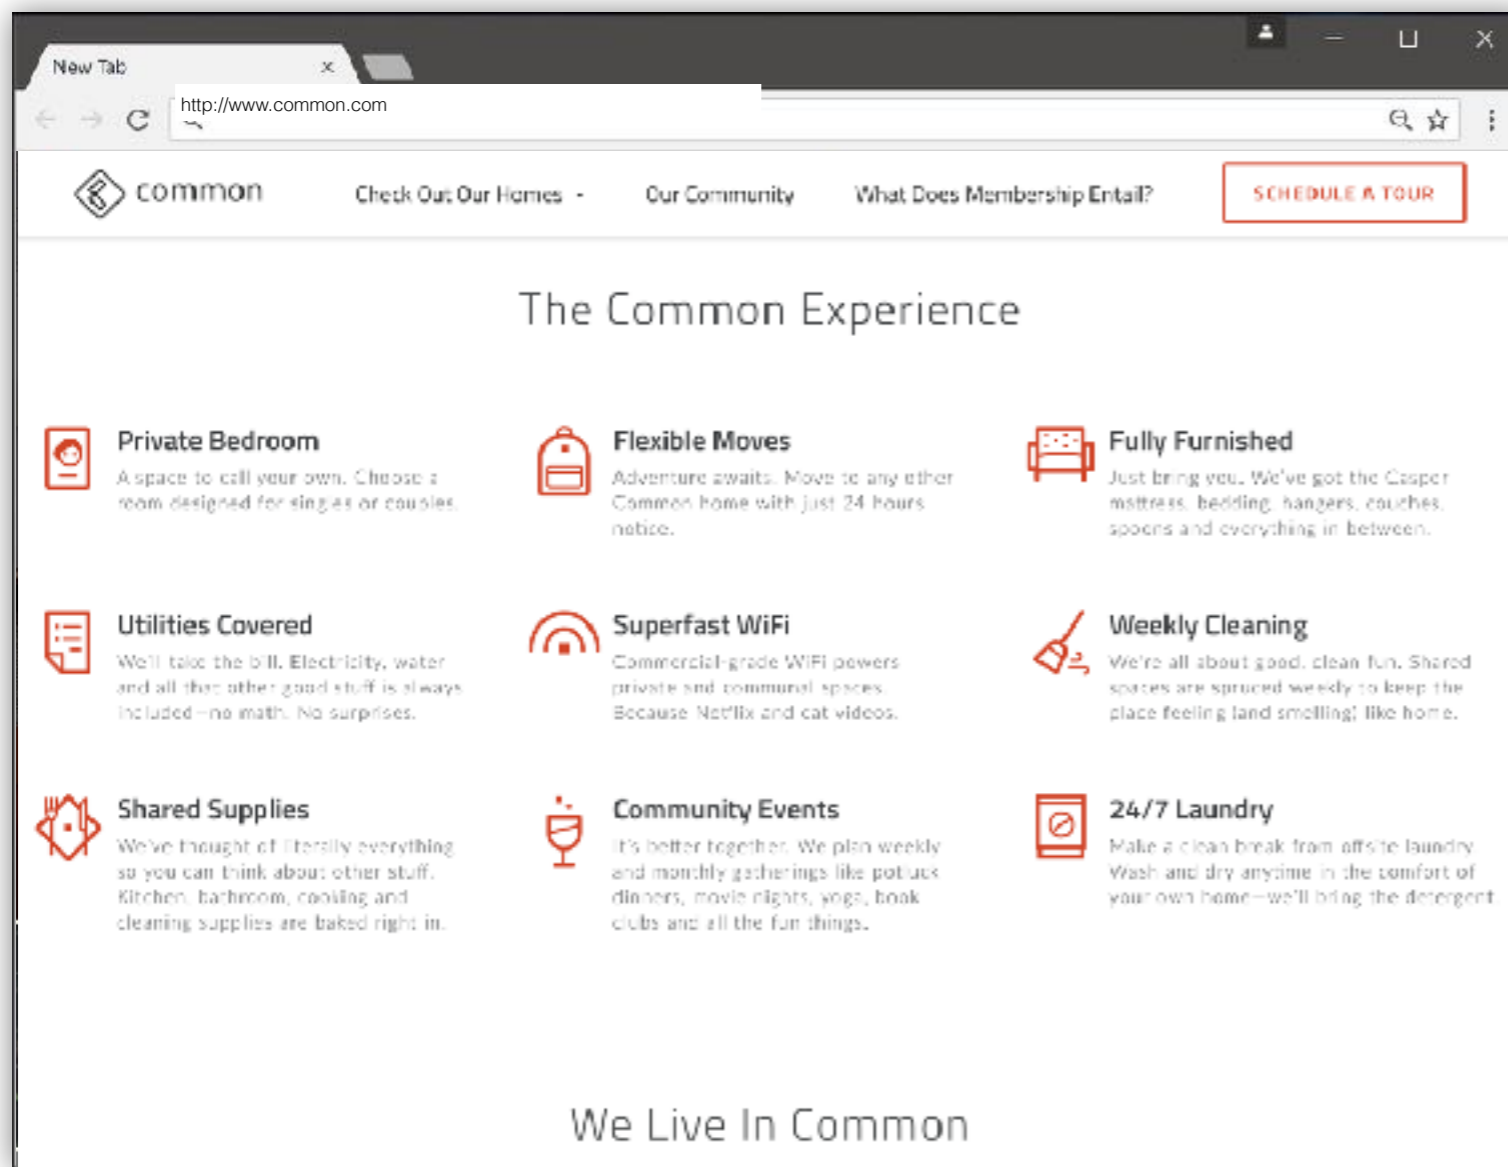 New Tab
http://www.common.com
common
Check Out Our Homes
Our Community
What Does Membership Entail?
SCHEDULE A TOUR
The Common Experience
Private Bedroom
A space to call your own. Choose a
room designed for singles or couples.
Flexible Moves
Adventure awaits. Move to any other
Common home with just 24 hours
notice.
Fully Furnished
Just bring you. We've got the Casper
mattress, bedding, hangers, couches,
spoons and everything in between.
Utilities Covered
We'll take the bill. Electricity, water
and all that other good stuff is always
included—no math. No surprises.
Superfast WiFi
Commercial-grade WiFi powers
private and communal spaces.
Because Netflix and cat videos.
Weekly Cleaning
We're all about good, clean fun. Shared
spaces are spruced weekly to keep the
place feeling (and smelling) like home.
Shared Supplies
We've thought of literally everything
so you can think about other stuff.
Kitchen, bathroom, cooking and
cleaning supplies are baked right in.
Community Events
It's better together. We plan weekly
and monthly gatherings like potluck
dinners, movie nights, yoga, book
clubs and all the fun things.
24/7 Laundry
Make a clean break from offsite laundry.
Wash and dry anytime in the comfort of
your own home—we'll bring the detergent.
We Live In Common